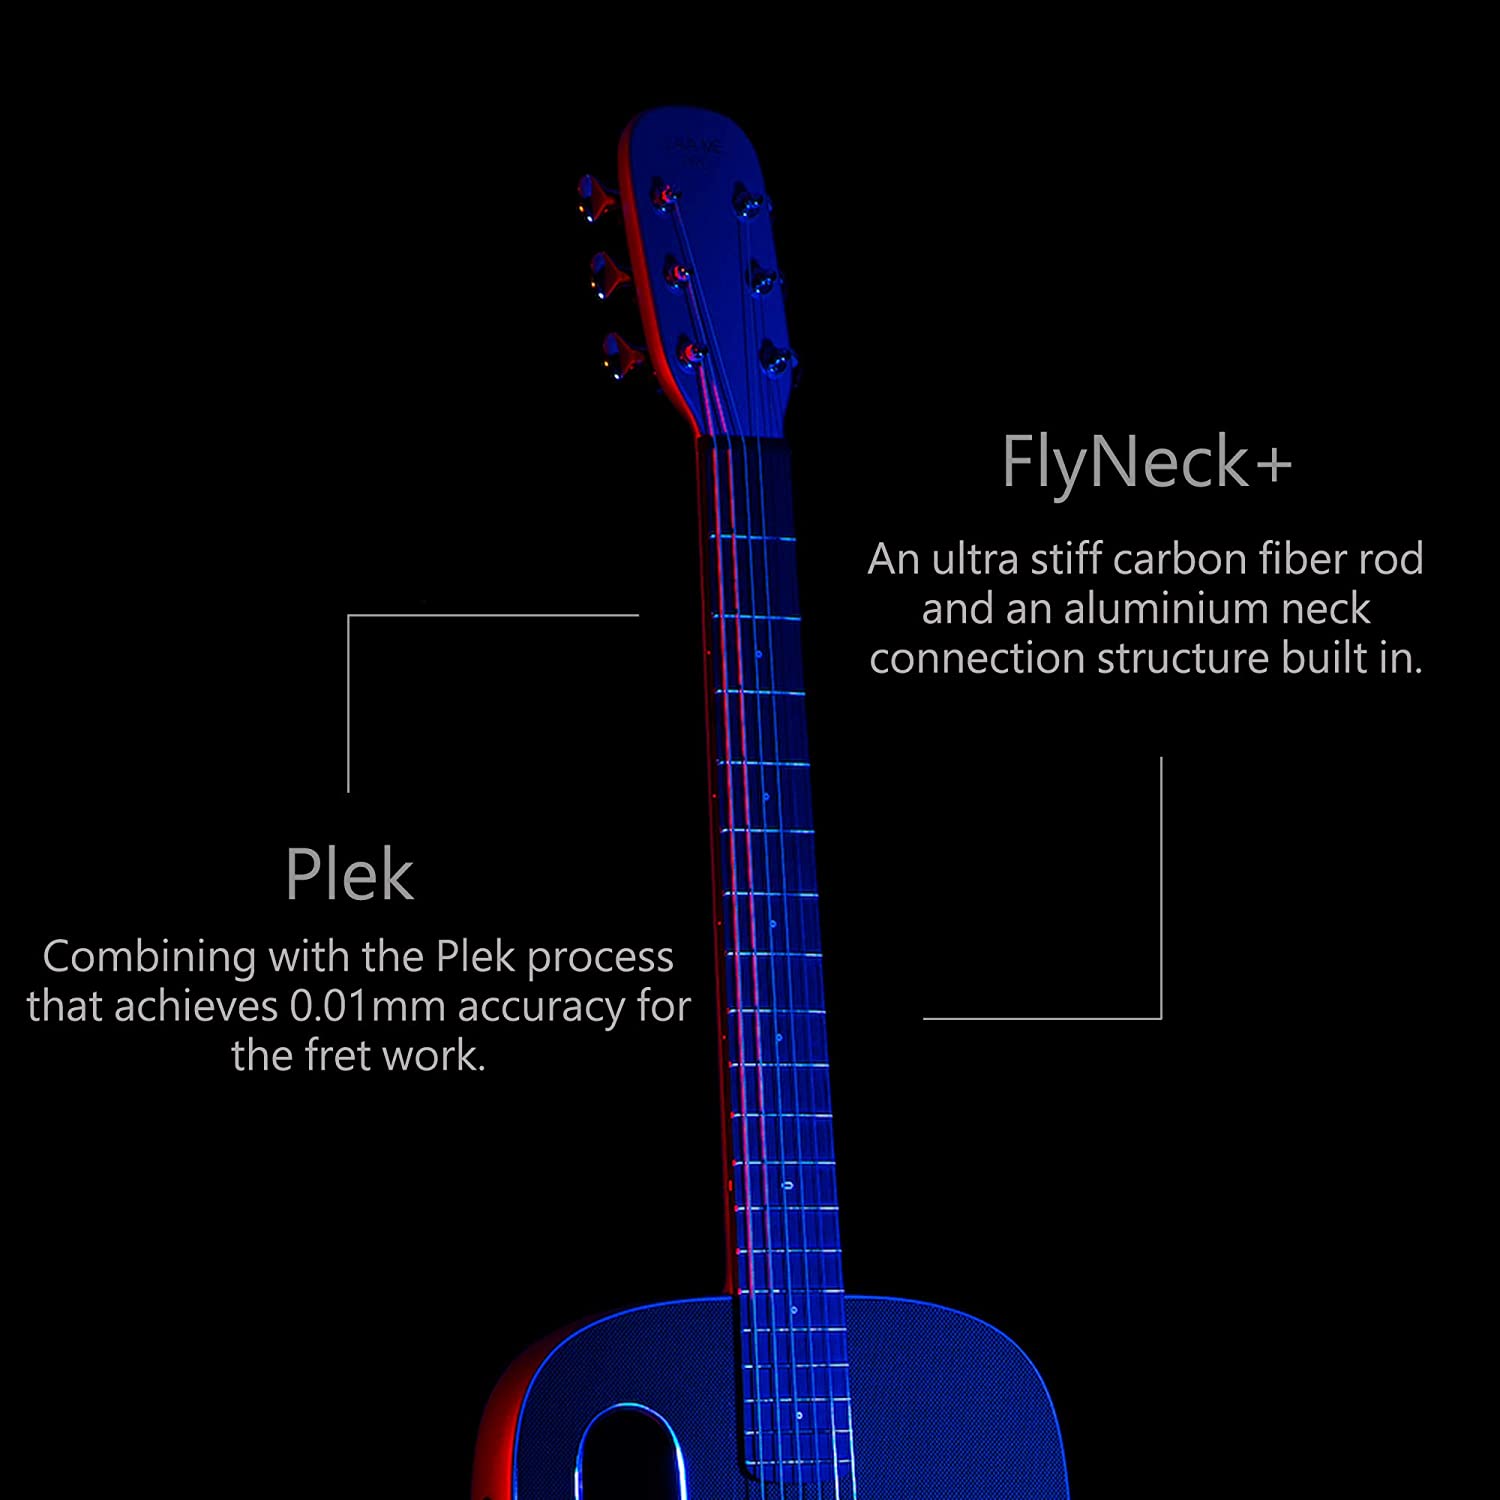 FlyNeck+
An ultra stiff carbon fiber rod
and an aluminium neck
connection structure built in.
Plek
Combining with the Plek process
that achieves 0.01mm accuracy for
the fret work.